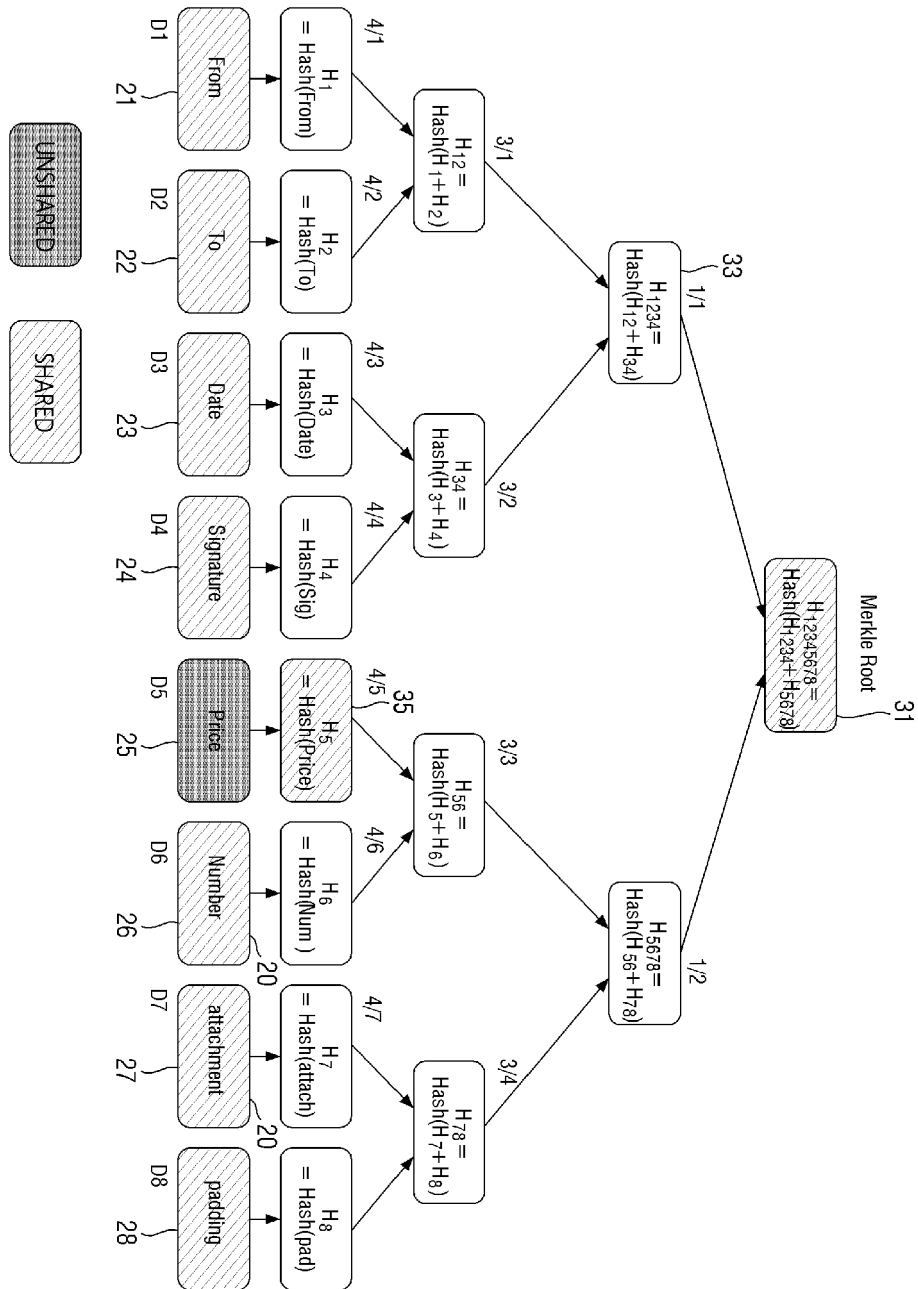 Merkle Root
H12345678=
Hash(H1234+H5678)
31
33
1/1
1/2
H1234=
Hash(H12+H34)
H5678=
Hash(H56+H78)
3/1
3/2
3/3
3/4
H12=
Hash(H1+H2)
H34=
Hash(H3+H4)
H56=
Hash(H5+H6)
H78=
Hash(H7+H8)
4/1
4/2
4/3
4/4
4/5
35
4/6
4/7
H1
= Hash(From)
H2
= Hash(To)
H3
= Hash(Date)
H4
= Hash(Sig)
H5
= Hash(Price)
H6
= Hash(Num )
H7
= Hash(attach)
H8
= Hash(pad)
20
20
From
To
Date
Signature
Price
Number
attachment
padding
D1
21
D2
22
D3
23
D4
24
D5
25
D6
26
D7
27
D8
28
UNSHARED
SHARED